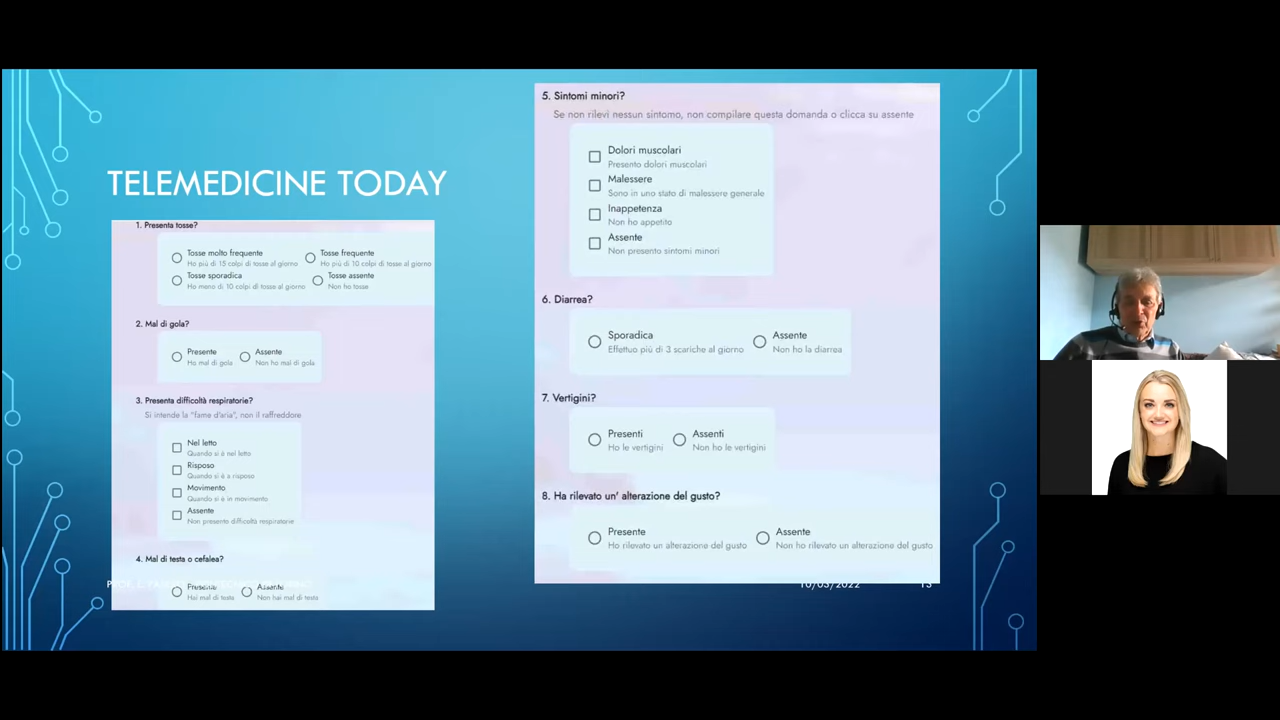 TELEMEDICINE TODAY
1. Presenta tosse?
Tosse molto frequente
Ho più di 15 colpi di tosse al giorno
Tosse frequente
Ho più di 10 colpi di tosse al giorno
Tosse sporadica
Ho meno di 10 colpi di tosse al giorno
Tosse assente
Non ho tosse
2. Mal di gola?
Presente
Ho mal di gola
Assente
Non ho mal di gola
3. Presenta difficoltà respiratorie?
Si intende la "fame d'aria", non il raffreddore
Nel letto
Quando si è nel letto
Risposo
Quando si è a risposo
Movimento
Quando si è in movimento
Assente
Non presento difficoltà respiratorie
4. Mal di testa o cefalea?
Presente
Hai mal di testa
Assente
Non hai mal di testa
5. Sintomi minori?
Se non rilevi nessun sintomo, non compilare questa domanda o clicca su assente
Dolori muscolari
Presento dolori muscolari
Malessere
Sono in uno stato di malessere generale
Inappetenza
Non ho appetito
Assente
Non presento sintomi minori
6. Diarrea?
Sporadica
Effettuo più di 3 scariche al giorno
Assente
Non ho la diarrea
7. Vertigini?
Presenti
Ho le vertigini
Assenti
Non ho le vertigini
8. Ha rilevato un' alterazione del gusto?
Presente
Ho rilevato un alterazione del gusto
Assente
Non ho rilevato un alterazione del gusto
PROF.
10/03/2022
13